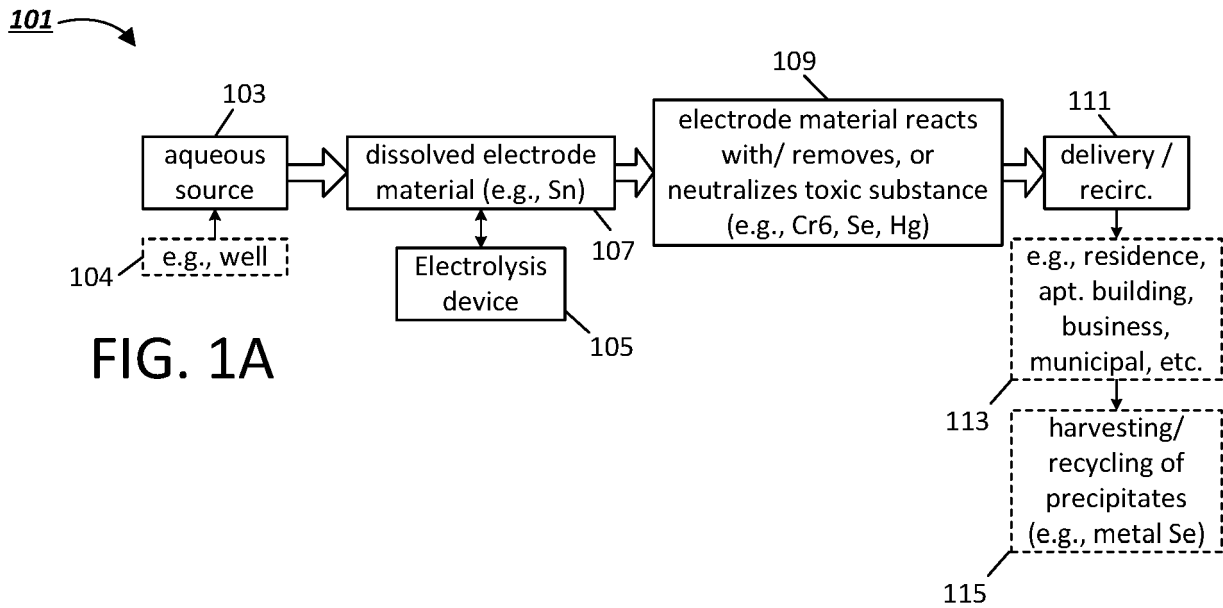 101
103
aqueous
source
104
e.g., well
dissolved electrode
material (e.g., Sn)
107
Electrolysis
device
105
109
electrode material reacts
with/ removes, or
neutralizes toxic substance
(e.g., Cr6, Se, Hg)
111
delivery /
recirc.
e.g., residence,
apt. building,
business,
municipal, etc.
113
harvesting/
recycling of
precipitates
(e.g., metal Se)
115
FIG. 1A